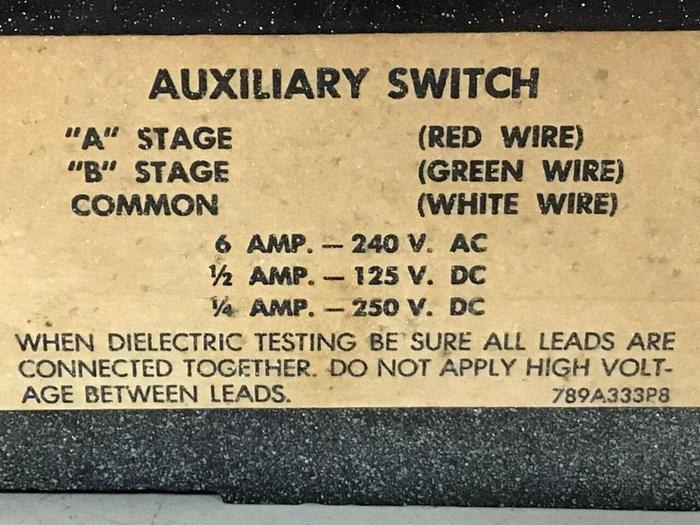 AUXILIARY SWITCH
"A" STAGE (RED WIRE)
"B" STAGE (GREEN WIRE)
COMMON (WHITE WIRE)
6 AMP. — 240 V. AC
½ AMP. — 125 V. DC
¼ AMP. — 250 V. DC
WHEN DIELECTRIC TESTING BE SURE ALL LEADS ARE
CONNECTED TOGETHER. DO NOT APPLY HIGH VOLT-
AGE BETWEEN LEADS. 789A333P8